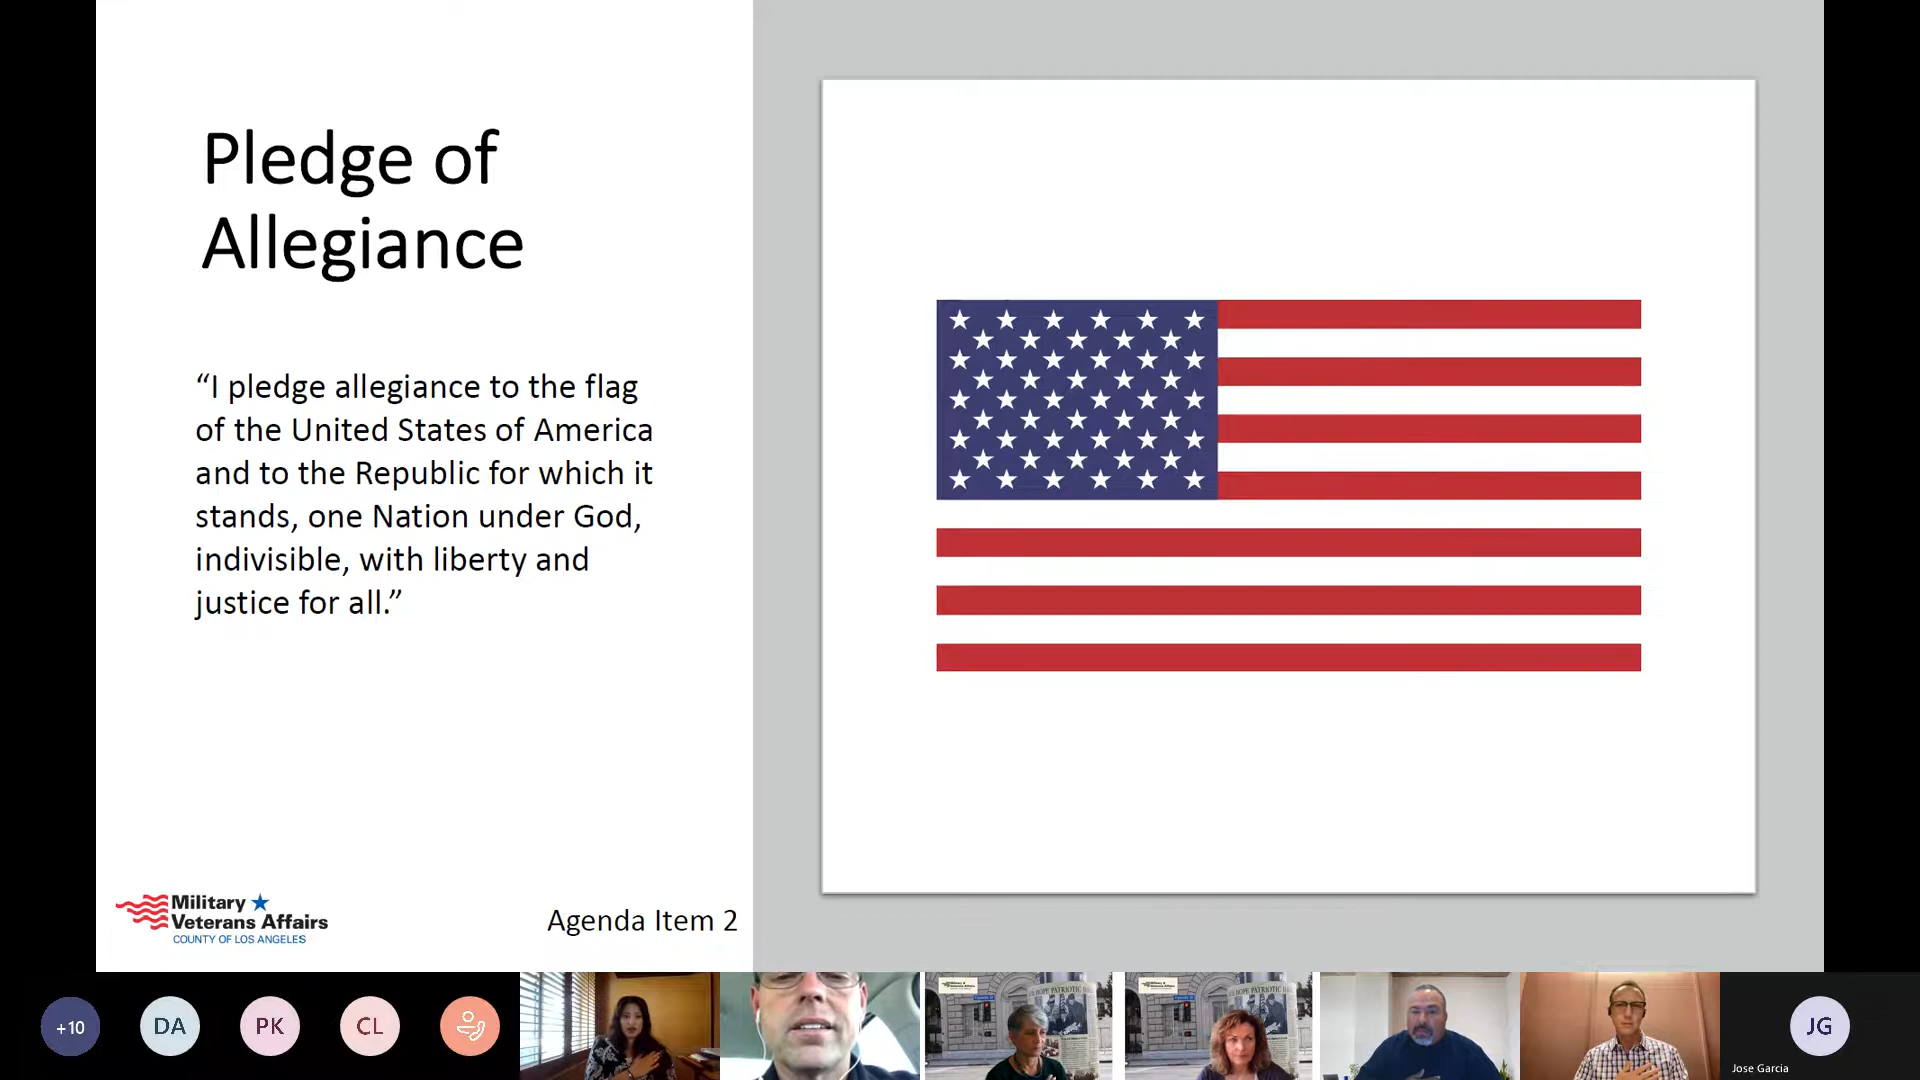 Pledge of
Allegiance
“I pledge allegiance to the flag
of the United States of America
and to the Republic for which it
stands, one Nation under God,
indivisible, with liberty and
justice for all.”
Military
Veterans Affairs
COUNTY OF LOS ANGELES
Agenda Item 2
+10
DA
PK
CL
JG
Jose Garcia